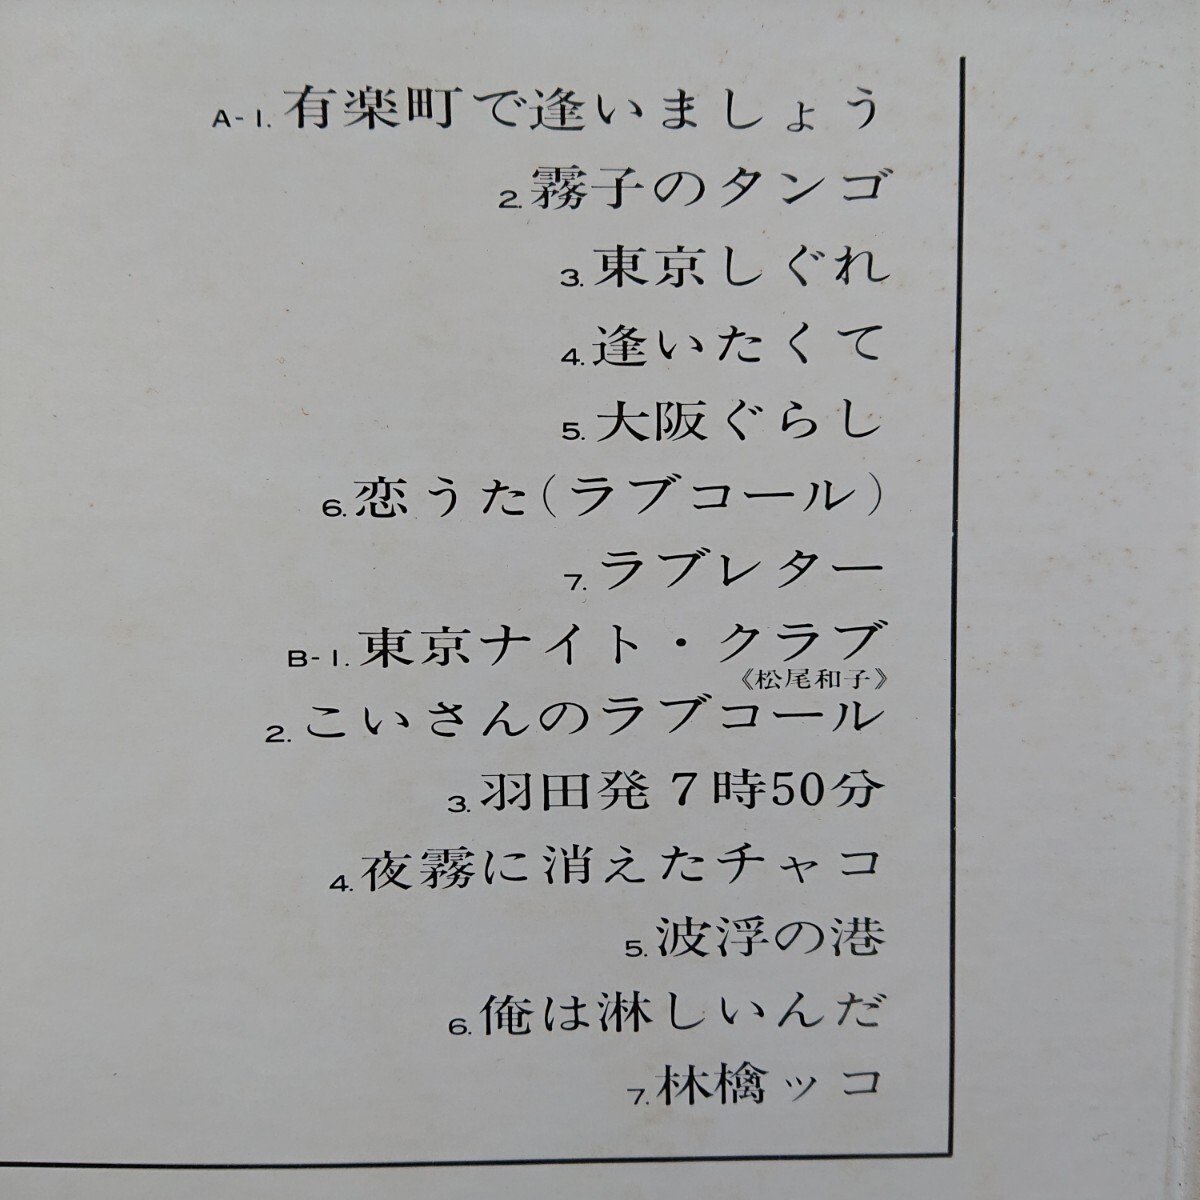 A-1. 有楽町で逢いましょう
2. 霧子のタンゴ
3. 東京しぐれ
4. 逢いたくて
5. 大阪ぐらし
6. 恋うた(ラブコール)
7. ラブレター
B-1. 東京ナイト・クラブ
《松尾和子》
2. こいさんのラブコール
3. 羽田発7時50分
4. 夜霧に消えたチャコ
5. 波浮の港
6. 俺は淋しいんだ
7. 林檎ッコ